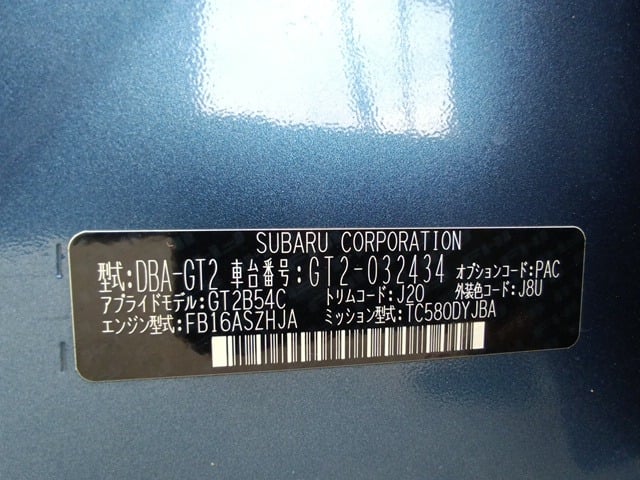 SUBARU CORPORATION
型式:DBA-GT2 車台番号:GT2-032434 オプションコード:PAC
アプライドモデル:GT2B54C トリムコード:J20 外装色コード:J8U
エンジン型式:FB16ASZHJA ミッション型式:TC580DYJBA